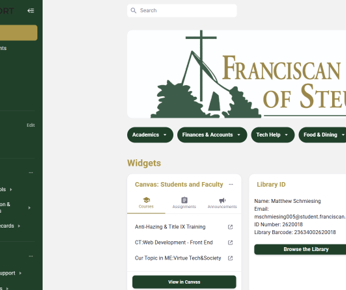 ORT
Search
nts
Edit
ols
on &
cards
upport
FRANCISCAN
OF STEU
Academics
Finances & Accounts
Tech Help
Food & Dining
Widgets
Canvas: Students and Faculty
Courses
Assignments
Announcements
Anti-Hazing & Title IX Training
CT Web Development - Front End
Cur Topic in ME:Virtue Tech&Society
View in Canvas
Library ID
Name: Matthew Schmiesing
Email:
mschmiesing005@student.franciscan.
ID Number: 2620018
Library Barcode: 23634002620018
Browse the Library